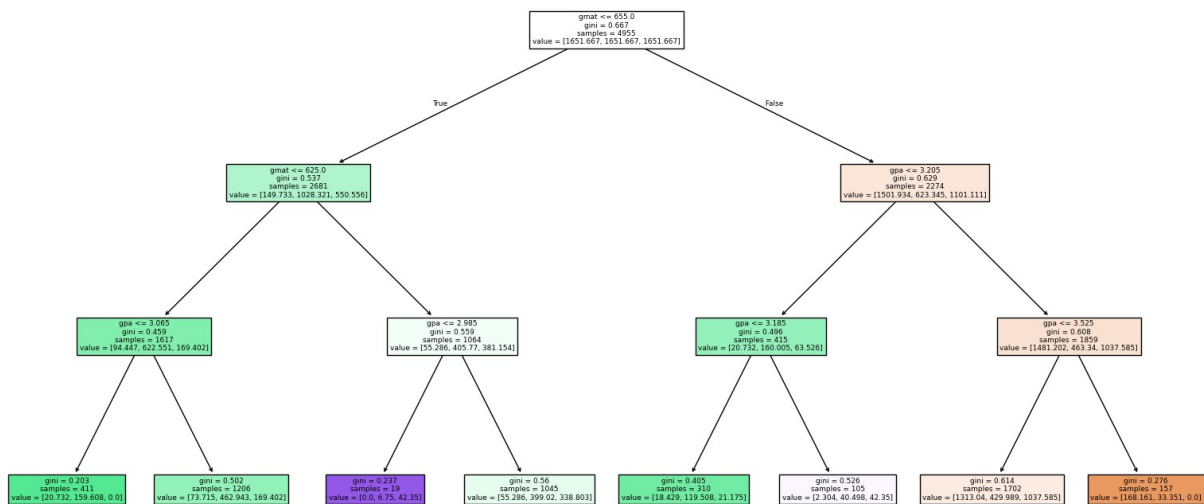 gmat <= 655.0
gini = 0.667
samples = 4955
value = [1651.667, 1651.667, 1651.667]
True
False
gmat <= 625.0
gini = 0.537
samples = 2681
value = [149.733, 1028.321, 550.556]
gpa <= 3.205
gini = 0.629
samples = 2274
value = [1501.934, 623.345, 1101.111]
gpa <= 3.065
gini = 0.459
samples = 1617
value = [94.447, 622.551, 169.402]
gpa <= 2.985
gini = 0.559
samples = 1064
value = [55.286, 405.77, 381.154]
gpa <= 3.185
gini = 0.496
samples = 415
value = [20.732, 160.005, 63.526]
gpa <= 3.525
gini = 0.608
samples = 1859
value = [1481.202, 463.34, 1037.585]
gini = 0.203
samples = 411
value = [20.732, 159.608, 0.0]
gini = 0.502
samples = 1206
value = [73.715, 462.943, 169.402]
gini = 0.237
samples = 19
value = [0.0, 6.75, 42.35]
gini = 0.56
samples = 1045
value = [55.286, 399.02, 338.803]
gini = 0.405
samples = 310
value = [18.429, 119.508, 21.175]
gini = 0.526
samples = 105
value = [2.304, 40.498, 42.35]
gini = 0.614
samples = 1702
value = [1313.04, 429.989, 1037.585]
gini = 0.276
samples = 157
value = [168.161, 33.351, 0.0]